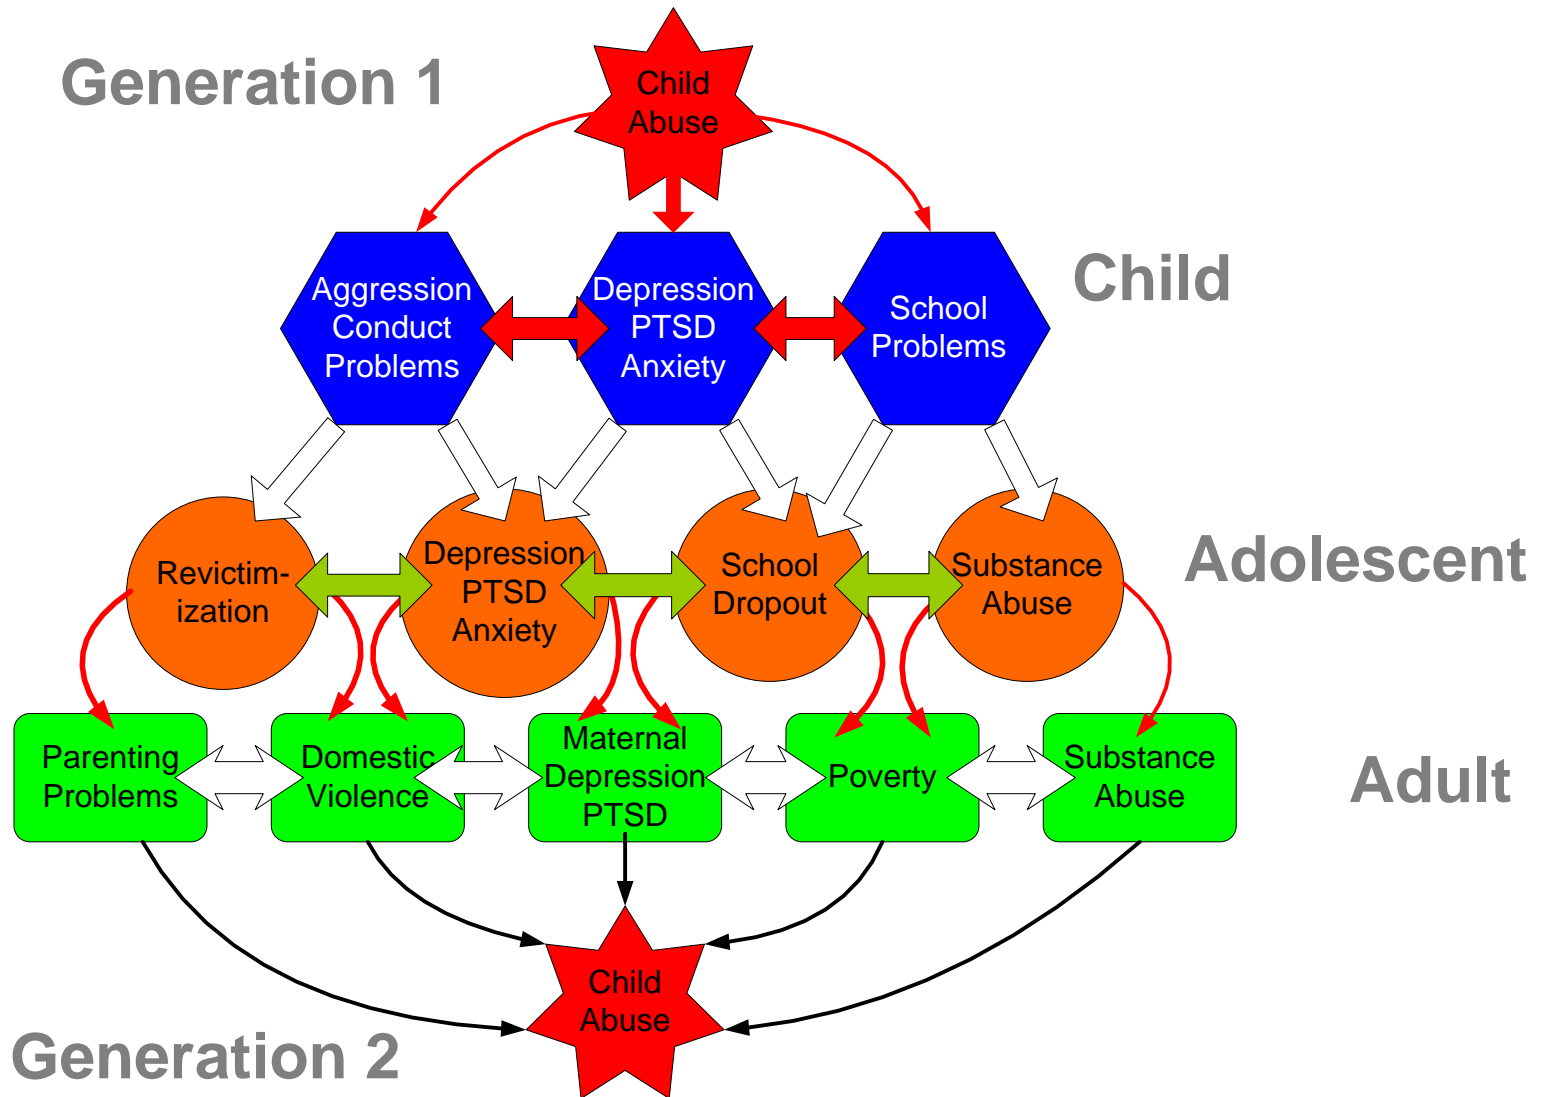 Generation 1
Child
Abuse
Child
Aggression
Conduct
Problems
Depression
PTSD
Anxiety
School
Problems
Adolescent
Revictim-
ization
Depression
PTSD
Anxiety
School
Dropout
Substance
Abuse
Adult
Parenting
Problems
Domestic
Violence
Maternal
Depression
PTSD
Poverty
Substance
Abuse
Child
Abuse
Generation 2